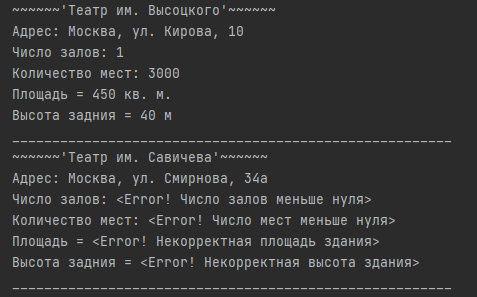 ~~~~~~'Театр им. Высоцкого'~~~~~~
Адрес: Москва, ул. Кирова, 10
Число залов: 1
Количество мест: 3000
Площадь = 450 кв. м.
Высота задния = 40 м
_______________________________________________________
~~~~~~'Театр им. Савичева'~~~~~~
Адрес: Москва, ул. Смирнова, 34а
Число залов: <Error! Число залов меньше нуля>
Количество мест: <Error! Число мест меньше нуля>
Площадь = <Error! Некорректная площадь здания>
Высота задния = <Error! Некорректная высота здания>
_______________________________________________________